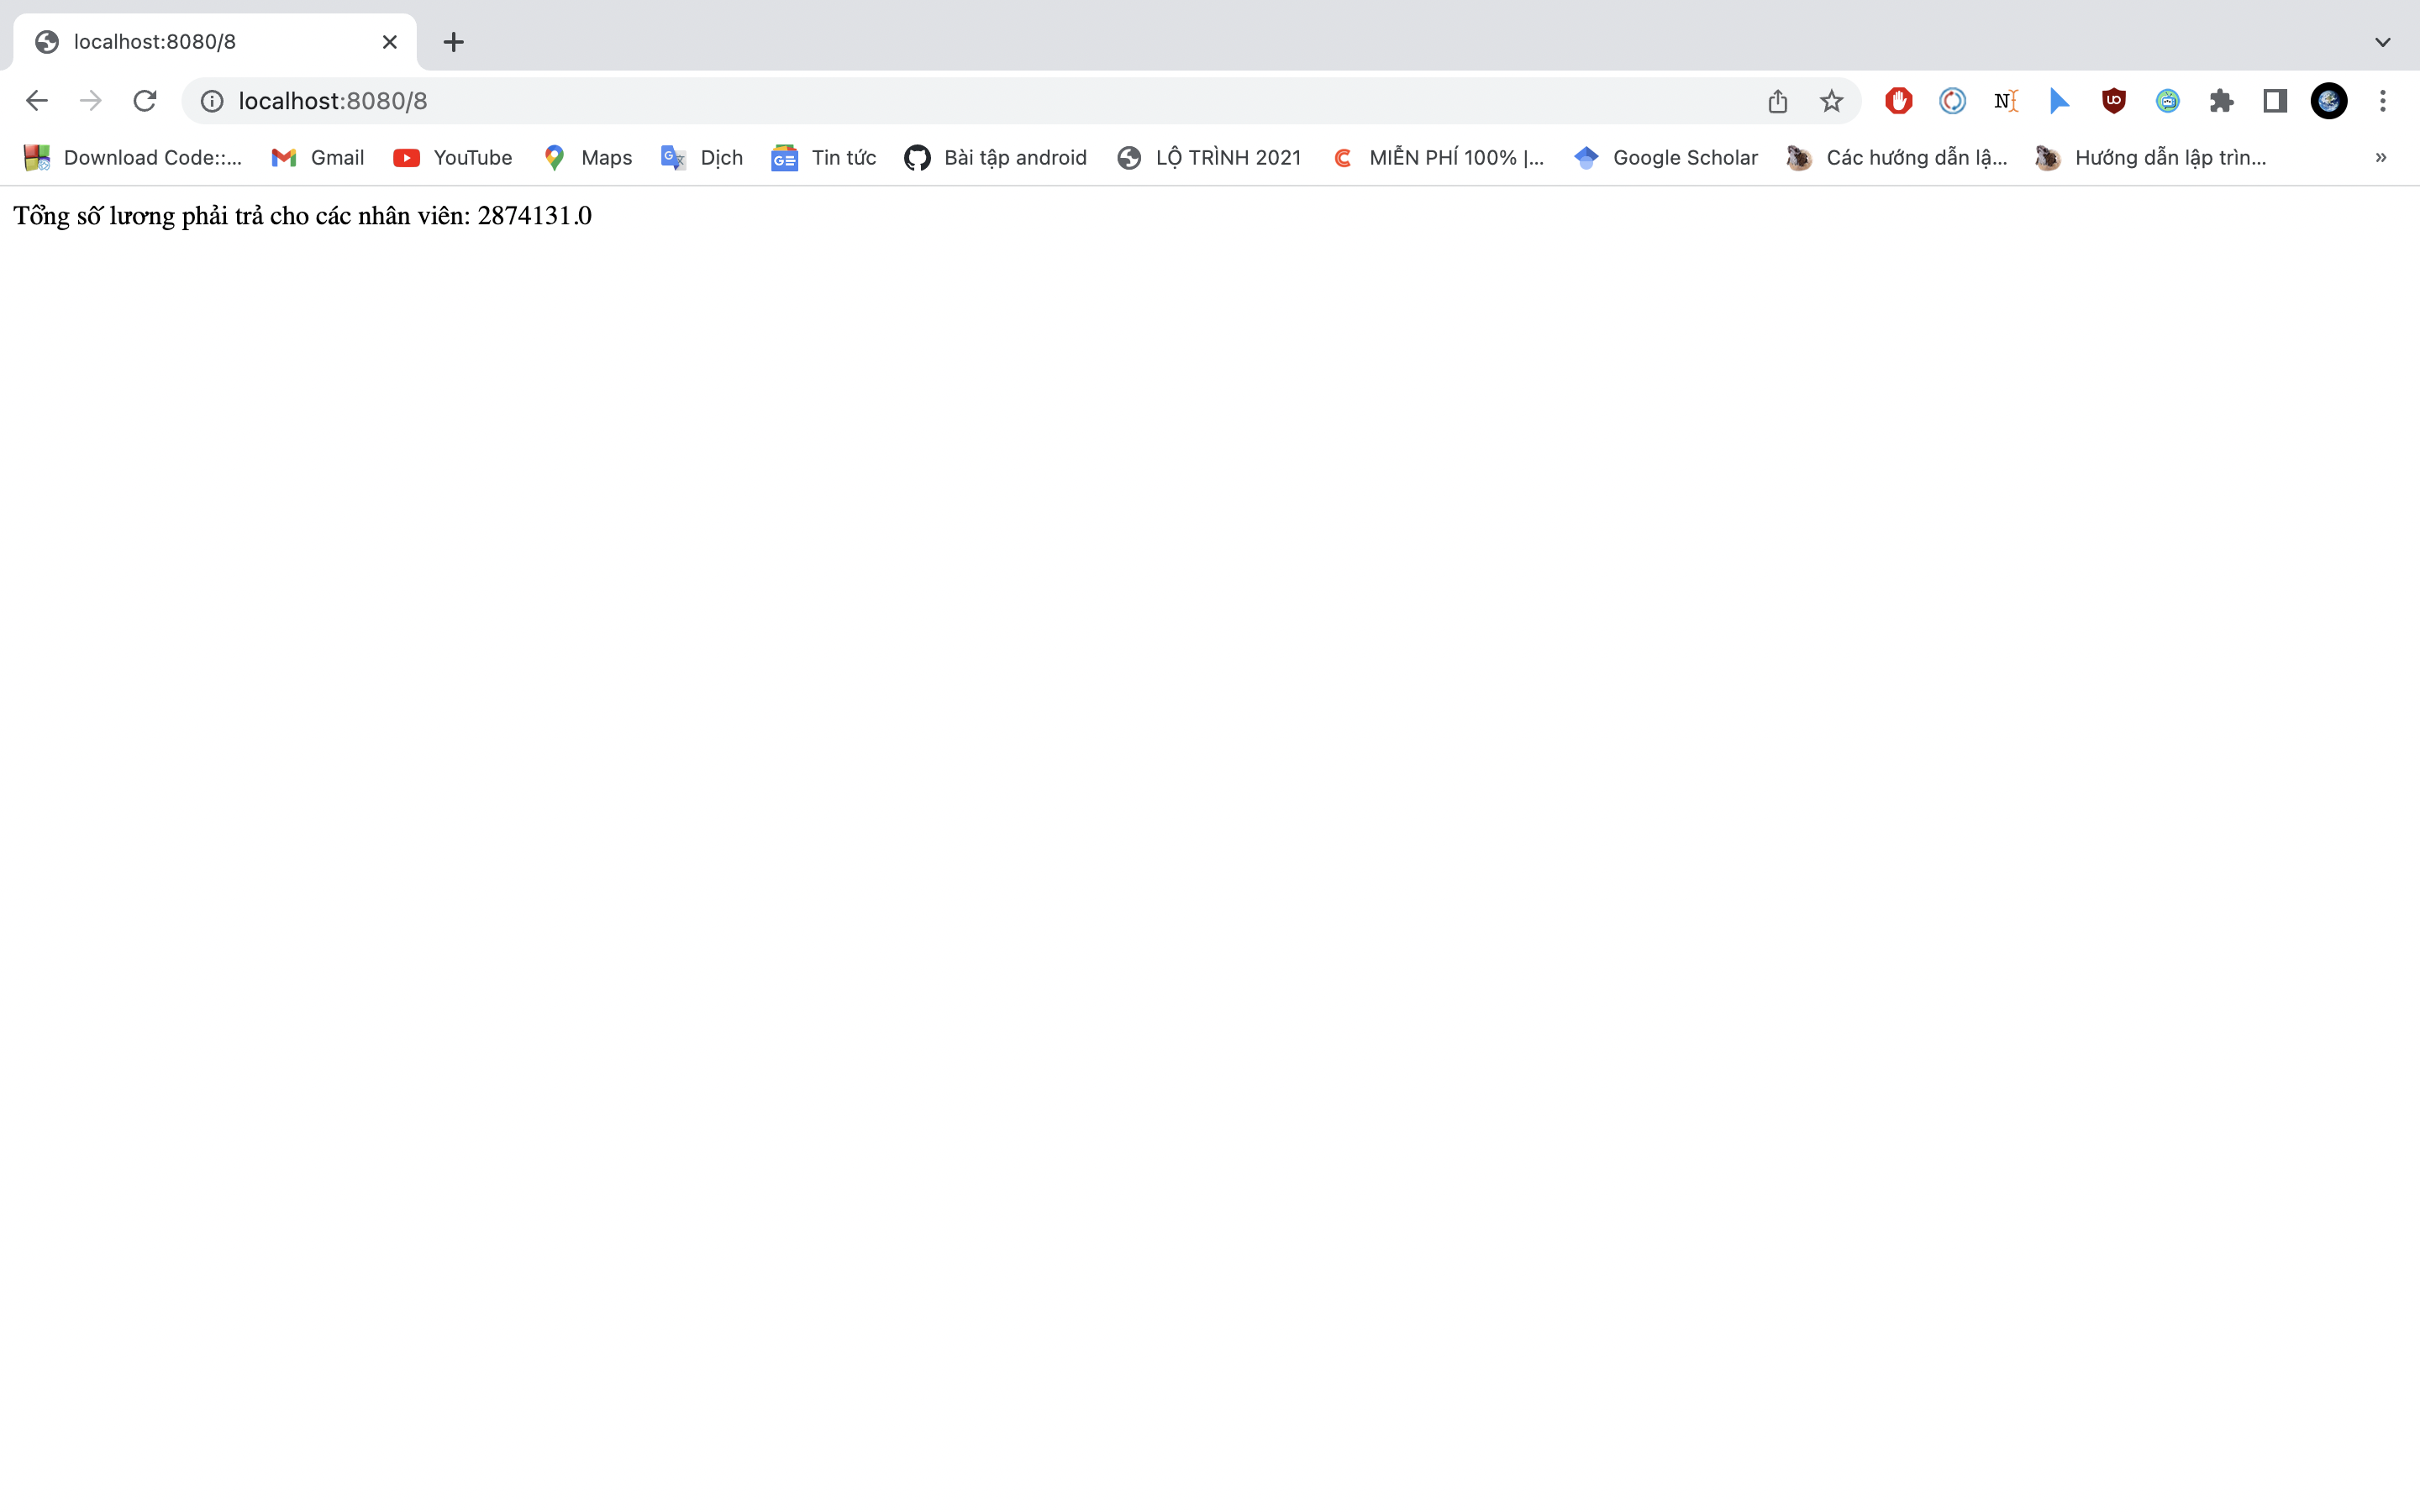 localhost:8080/8
localhost:8080/8
Download Code::... Gmail YouTube Maps Dịch Tin tức Bài tập android LỘ TRÌNH 2021 MIỄN PHÍ 100% |... Google Scholar Các hướng dẫn lậ... Hướng dẫn lập trìn... »
Tổng số lương phải trả cho các nhân viên: 2874131.0